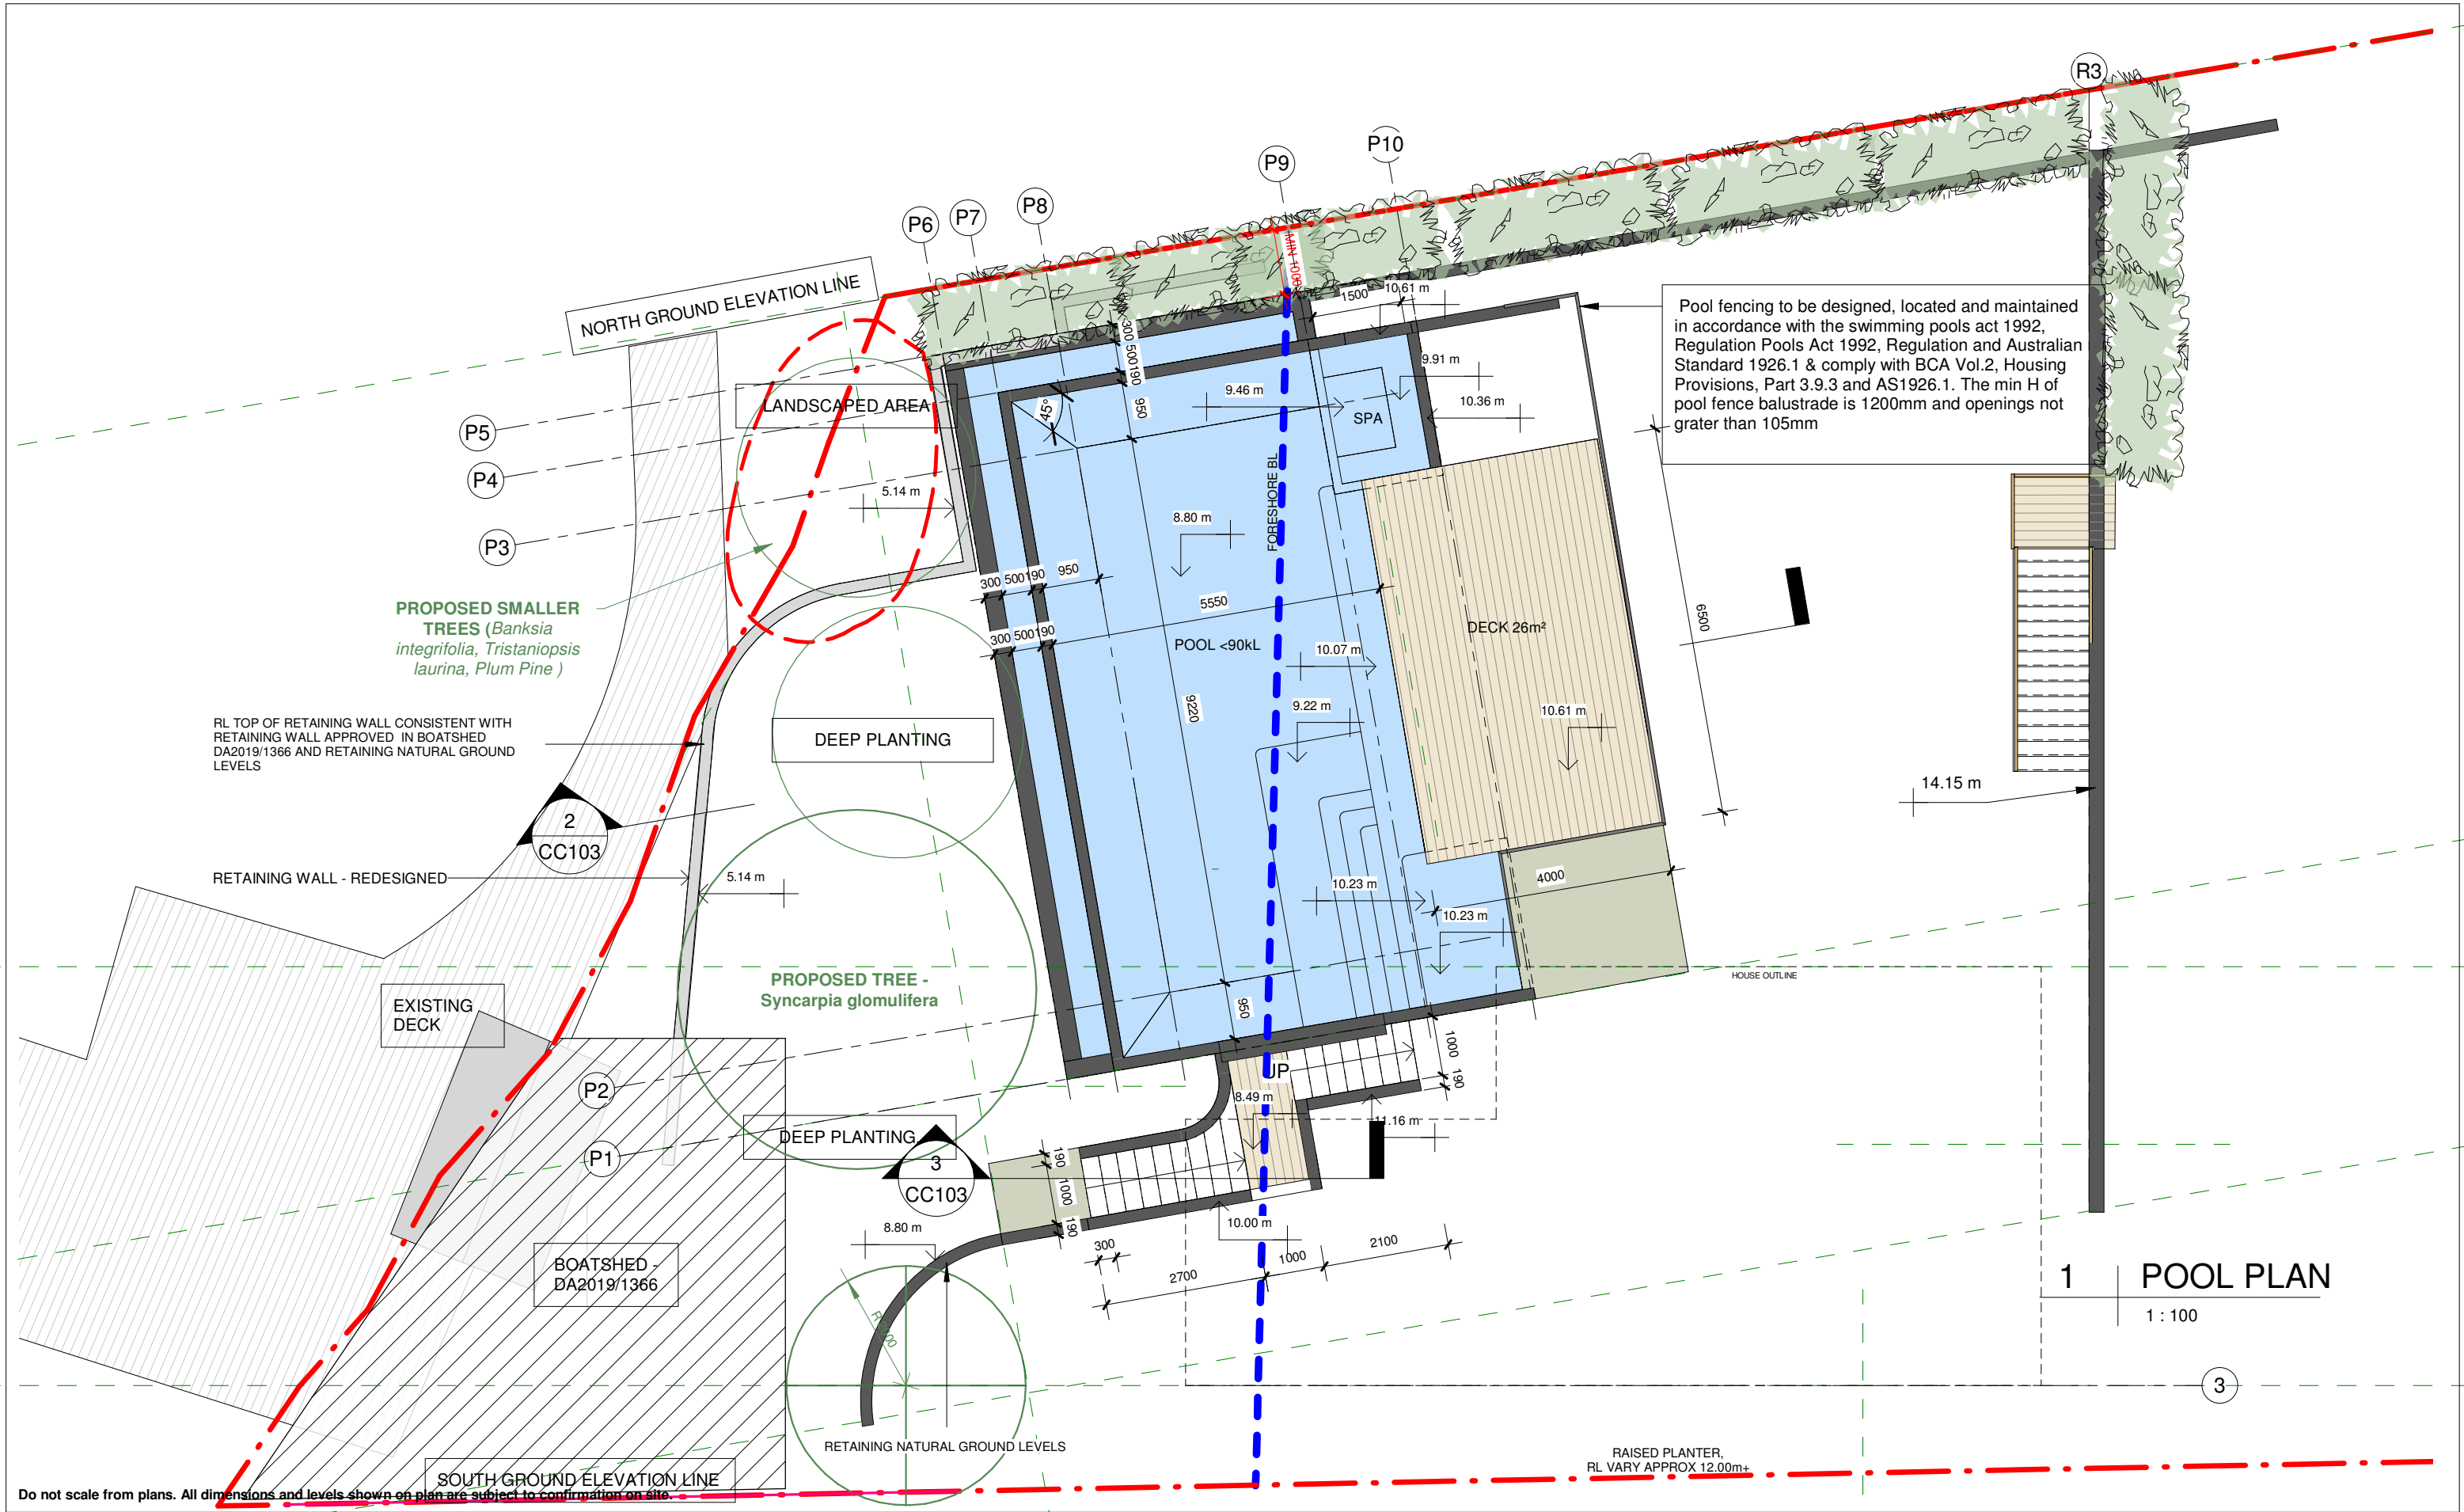 R3
P10
P9
P8
P7
P6
NORTH GROUND ELEVATION LINE
MIN 1000
1500
10.61 m
Pool fencing to be designed, located and maintained
in accordance with the swimming pools act 1992,
Regulation Pools Act 1992, Regulation and Australian
Standard 1926.1 & comply with BCA Vol.2, Housing
Provisions, Part 3.9.3 and AS1926.1. The min H of
pool fence balustrade is 1200mm and openings not
grater than 105mm
300
500
190
950
9.91 m
9.46 m
10.36 m
SPA
45°
LANDSCAPED AREA
P5
P4
P3
5.14 m
8.80 m
FORESHORE BL
300
500
190
950
5550
6500
PROPOSED SMALLER
TREES (Banksia
integrifolia, Tristaniopsis
laurina, Plum Pine )
300
500
190
POOL <90kL
DECK 26m²
10.07 m
9220
9.22 m
10.61 m
RL TOP OF RETAINING WALL CONSISTENT WITH
RETAINING WALL APPROVED IN BOATSHED
DA2019/1366 AND RETAINING NATURAL GROUND
LEVELS
DEEP PLANTING
14.15 m
2
CC103
RETAINING WALL - REDESIGNED
5.14 m
10.23 m
4000
10.23 m
PROPOSED TREE -
Syncarpia glomulifera
HOUSE OUTLINE
EXISTING
DECK
950
1000
190
UP
P2
8.49 m
11.16 m
DEEP PLANTING
P1
3
CC103
190
1000
190
8.80 m
10.00 m
300
2700
1000
2100
BOATSHED -
DA2019/1366
1
POOL PLAN
1 : 100
3
RETAINING NATURAL GROUND LEVELS
RAISED PLANTER,
RL VARY APPROX 12.00m+
SOUTH GROUND ELEVATION LINE
Do not scale from plans. All dimensions and levels shown on plan are subject to confirmation on site.